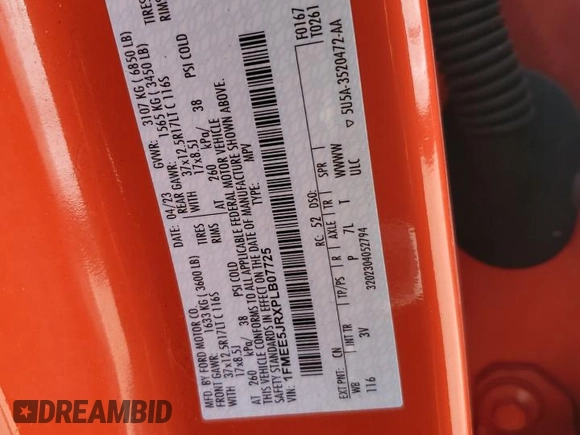 MFD. BY FORD MOTOR CO.
DATE: 04/23 GVWR: 3107 KG ( 6850 LB)
FRONT GAWR: 1633 KG ( 3600 LB) REAR GAWR: 1565 KG ( 3450 LB)
37x12.5R17LT C 116S TIRES 37x12.5R17LT C 116S TIRES
WITH 17x8.5J RIMS WITH 17x8.5J RIMS
AT 260 kPa/ 38 PSI COLD AT 260 kPa/ 38 PSI COLD
THIS VEHICLE CONFORMS TO ALL APPLICABLE FEDERAL MOTOR VEHICLE
SAFETY STANDARDS IN EFFECT ON THE DATE OF MANUFACTURE SHOWN ABOVE.
VIN: 1FMEE5JRXPLB07725
TYPE: MPV
F0167
T0261
EXT PNT: CN RC: 52 DSO:
WB INT TR TP/PS R AXLE TR SPR
116 3V P 7L T WWWW
3202304052794 ULC
▽ 5U5A-3520472-AA
DREAMBID